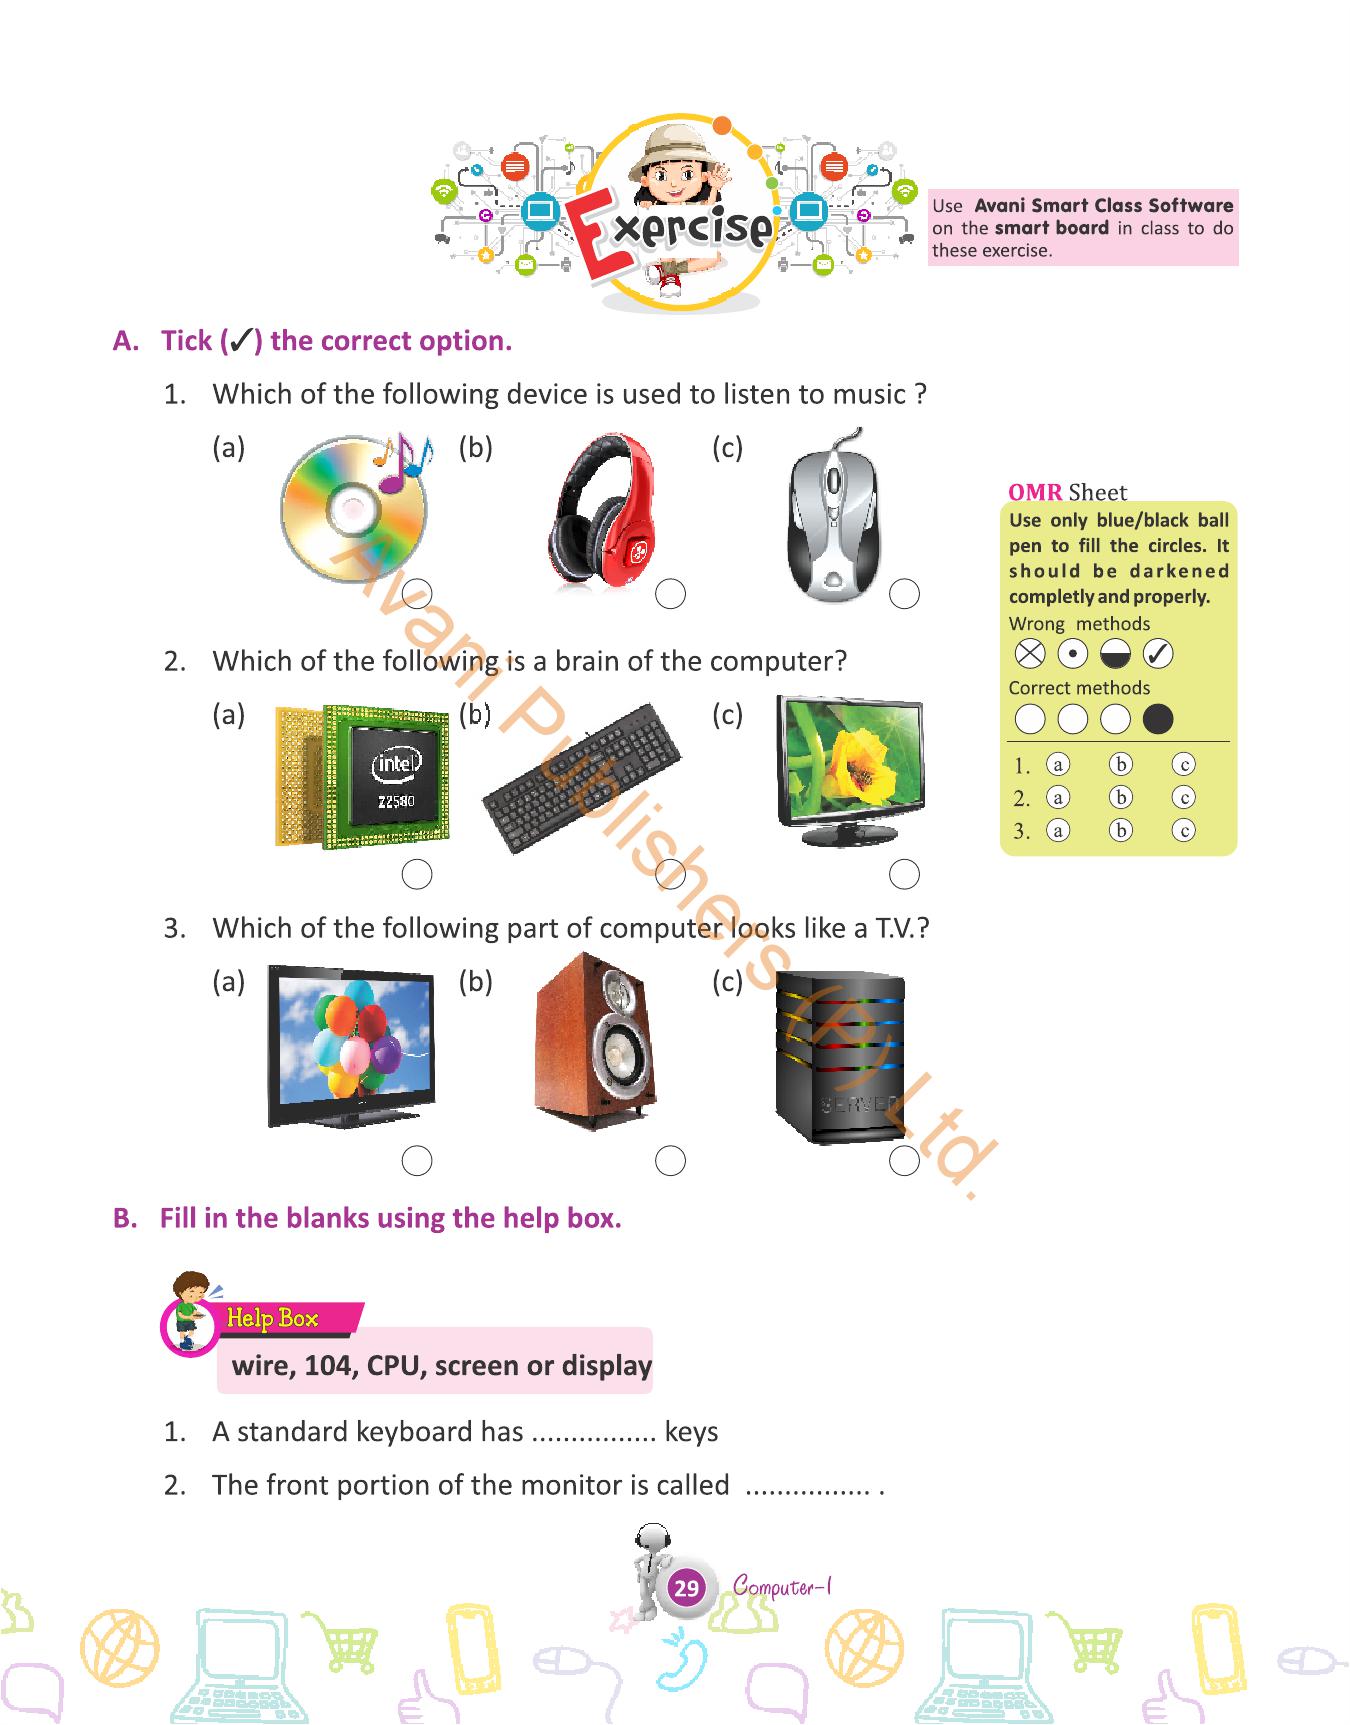 Exercise
Use Avani Smart Class Software
on the smart board in class to do
these exercise.
A. Tick (✓) the correct option.
1. Which of the following device is used to listen to music ?
(a) (b) (c)
OMR Sheet
Use only blue/black ball
pen to fill the circles. It
should be darkened
completly and properly.
Wrong methods
Correct methods
1. a b c
2. a b c
3. a b c
2. Which of the following is a brain of the computer?
(a) (b) (c)
intel
Z2580
3. Which of the following part of computer looks like a T.V.?
(a) (b) (c)
SERVER
Avani Publishers (P) Ltd.
B. Fill in the blanks using the help box.
Help Box
wire, 104, CPU, screen or display
1. A standard keyboard has ................ keys
2. The front portion of the monitor is called ................ .
29 Computer-1